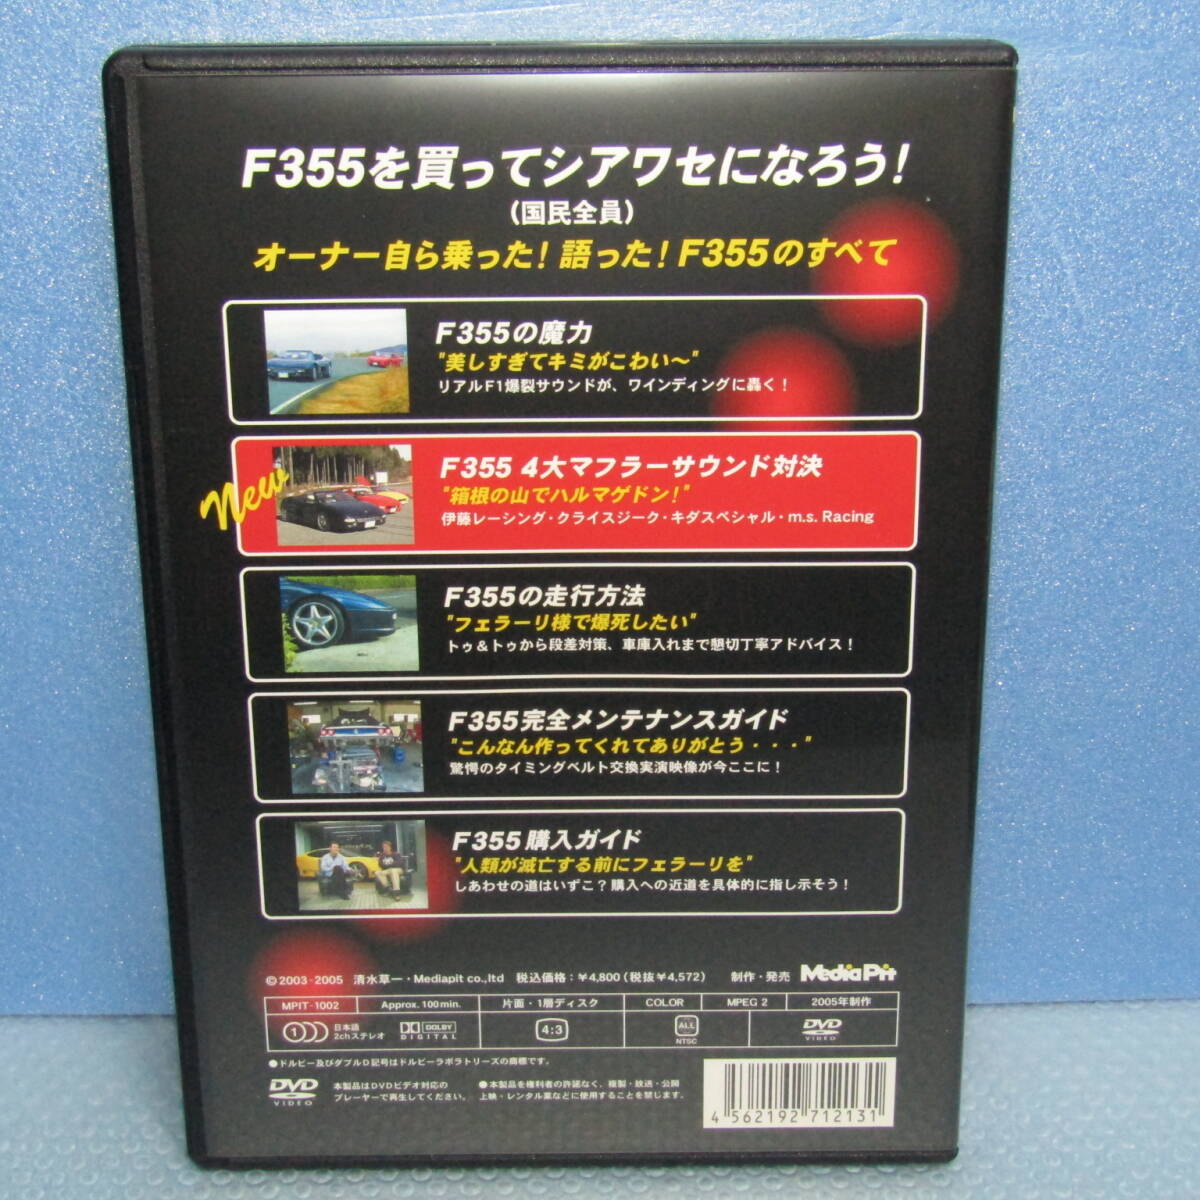 F355を買ってシアワセになろう!
(国民全員)
オーナー自ら乗った! 語った! F355のすべて
F355の魔力
"美しすぎてキミがこわい〜"
リアルF1爆裂サウンドが、ワインディングに轟く!
New
F355 4大マフラーサウンド対決
"箱根の山でハルマゲドン!"
伊藤レーシング・クライスジーク・キダスペシャル・m.s. Racing
F355の走行方法
"フェラーリ様で爆死したい"
トゥ&トゥから段差対策、車庫入れまで懇切丁寧アドバイス!
F355完全メンテナンスガイド
"こんなん作ってくれてありがとう・・・"
驚愕のタイミングベルト交換実演映像が今ここに!
F355購入ガイド
"人類が滅亡する前にフェラーリを"
しあわせの道はいずこ?購入への近道を具体的に指し示そう!
©2003-2005 清水草一・Mediapit co.,ltd 税込価格:¥4,800(税抜¥4,572) 制作・発売 Media Pit
MPIT-1002 Approx. 100min. 片面・1層ディスク COLOR MPEG 2 2005年制作
1 日本語 2chステレオ DOLBY DIGITAL 4:3 ALL NTSC DVD VIDEO
●ドルビー及びダブルD記号はドルビーラボラトリーズの商標です。
DVD VIDEO
本製品はDVDビデオ対応の
プレーヤーで再生してください。
●本製品を権利者の許諾なく、複製・放送・公開
上映・レンタル業などに使用することを禁じます。
4 562192 712131